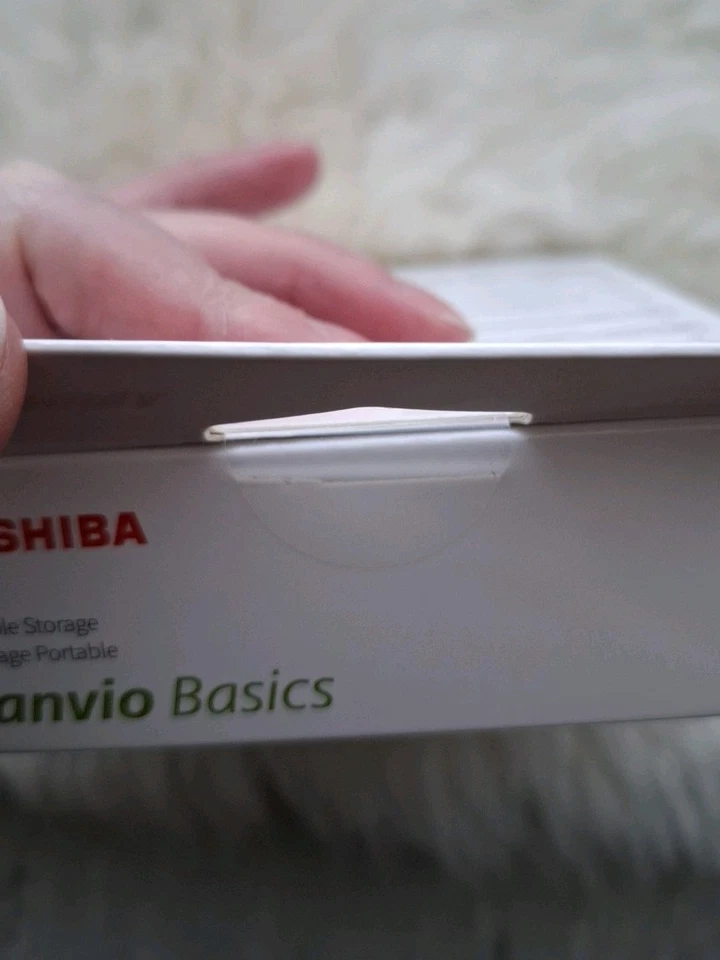 SHIBA
le Storage
age Portable
anvio Basics